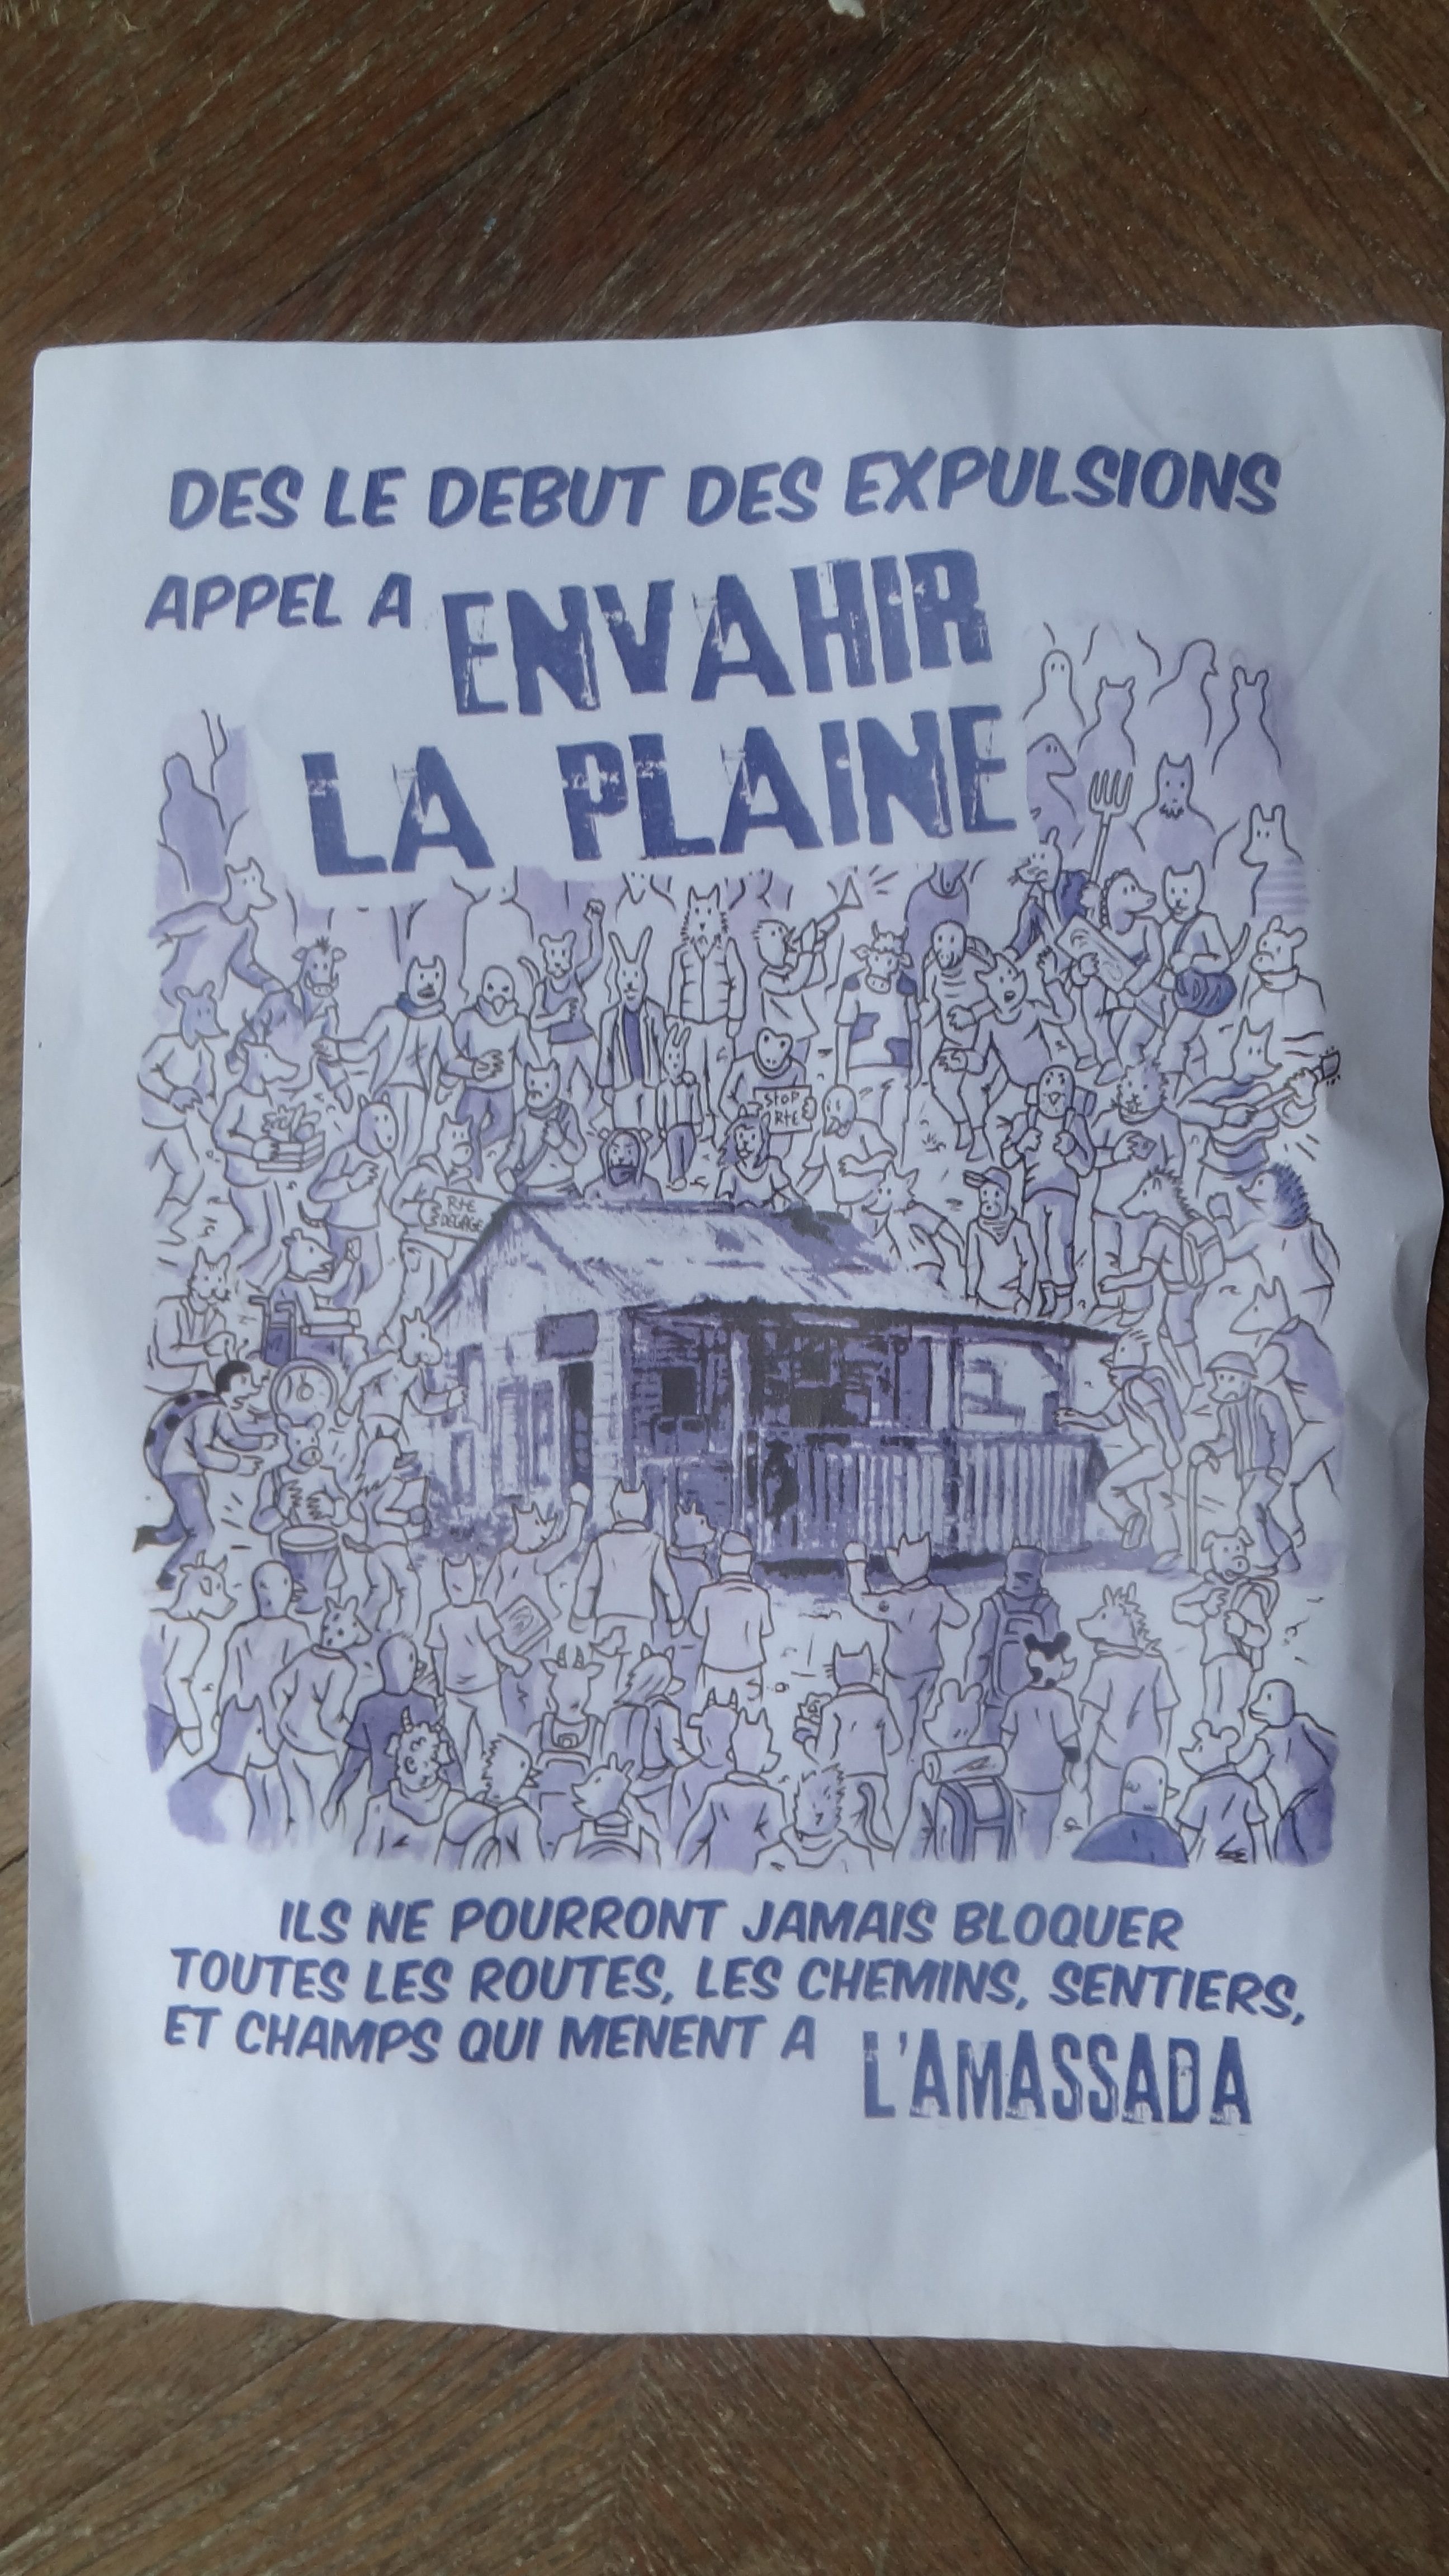 DES LE DEBUT DES EXPULSIONS
APPEL A ENVAHIR
LA PLAINE
STOP
RTE
RTE
DÉGAGE
ILS NE POURRONT JAMAIS BLOQUER
TOUTES LES ROUTES, LES CHEMINS, SENTIERS,
ET CHAMPS QUI MENENT A L'AMASSADA